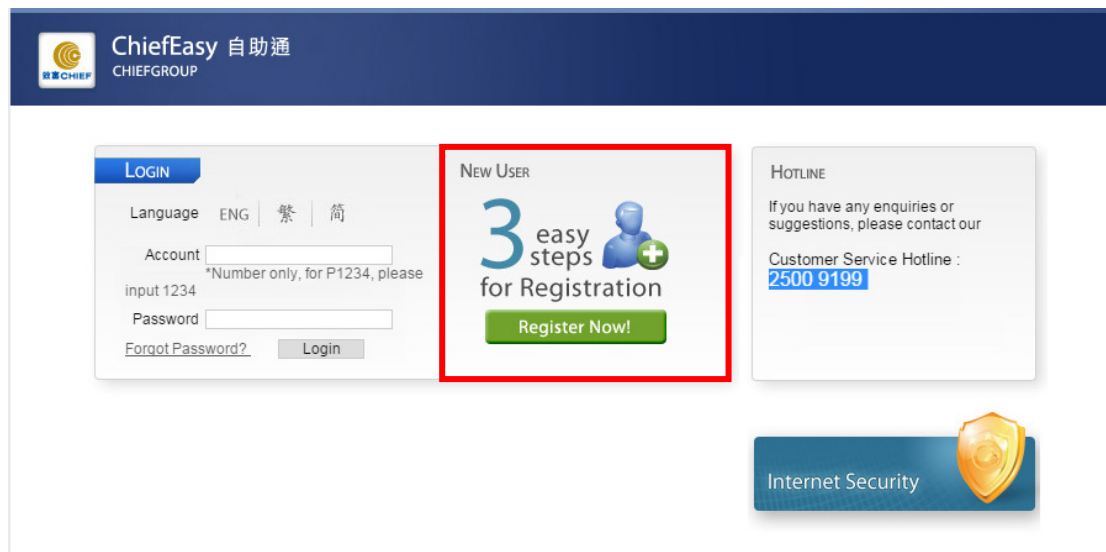 ChiefEasy 自助通
CHIEFGROUP
致富CHIEF
LOGIN
Language ENG 繁 简
Account
*Number only, for P1234, please
input 1234
Password
Forgot Password? Login
NEW USER
3 easy
steps
for Registration
Register Now!
HOTLINE
If you have any enquiries or
suggestions, please contact our
Customer Service Hotline :
2500 9199
Internet Security